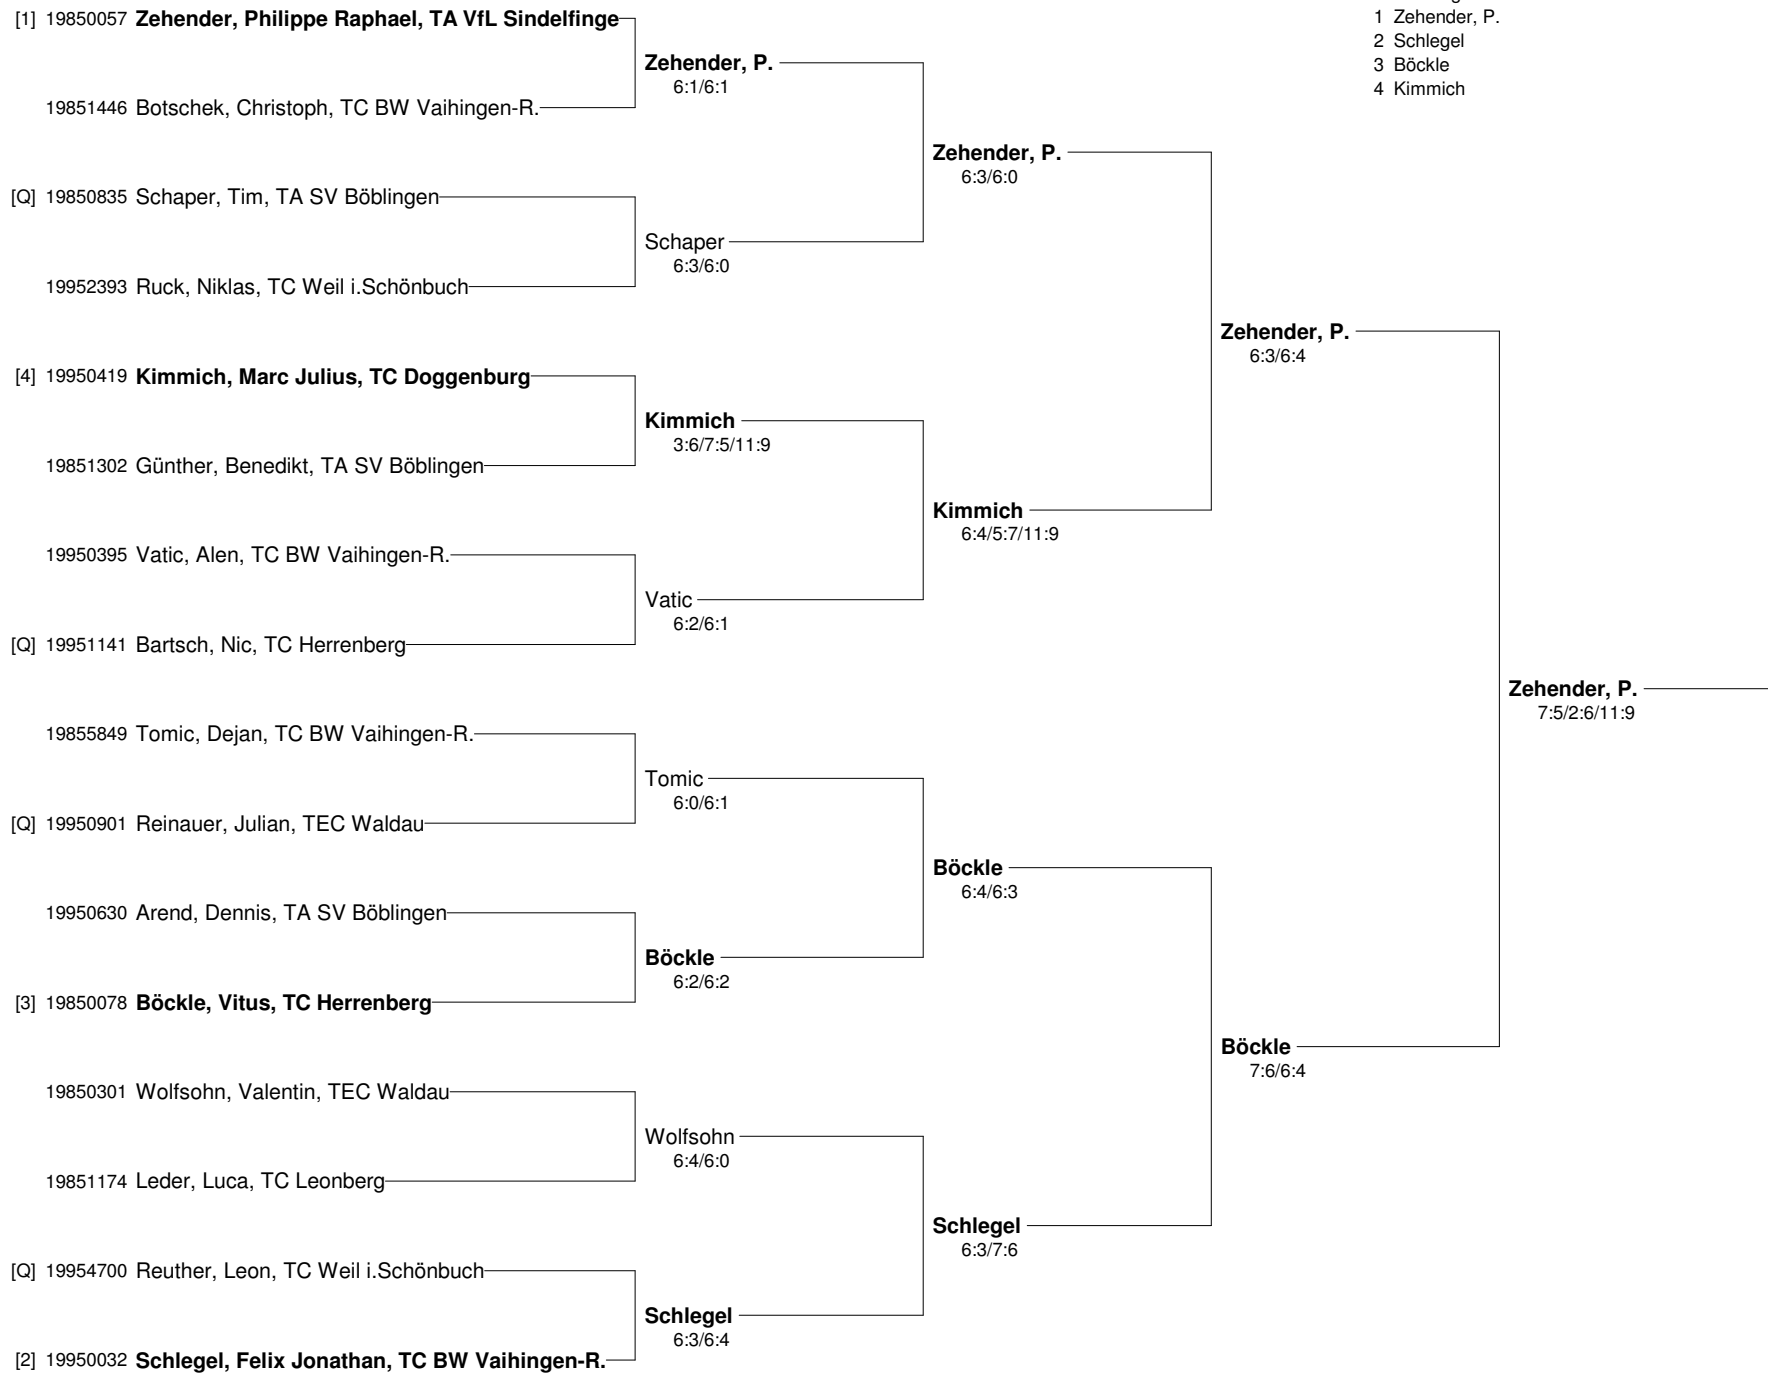 1 Zehender, P.
2 Schlegel
3 Böckle
4 Kimmich
[1] 19850057 Zehender, Philippe Raphael, TA VfL Sindelfinge
Zehender, P.
6:1/6:1
19851446 Botschek, Christoph, TC BW Vaihingen-R.
Zehender, P.
6:3/6:0
[Q] 19850835 Schaper, Tim, TA SV Böblingen
Schaper
6:3/6:0
19952393 Ruck, Niklas, TC Weil i.Schönbuch
Zehender, P.
6:3/6:4
[4] 19950419 Kimmich, Marc Julius, TC Doggenburg
Kimmich
3:6/7:5/11:9
19851302 Günther, Benedikt, TA SV Böblingen
Kimmich
6:4/5:7/11:9
19950395 Vatic, Alen, TC BW Vaihingen-R.
Vatic
6:2/6:1
[Q] 19951141 Bartsch, Nic, TC Herrenberg
Zehender, P.
7:5/2:6/11:9
19855849 Tomic, Dejan, TC BW Vaihingen-R.
Tomic
6:0/6:1
[Q] 19950901 Reinauer, Julian, TEC Waldau
Böckle
6:4/6:3
19950630 Arend, Dennis, TA SV Böblingen
Böckle
6:2/6:2
[3] 19850078 Böckle, Vitus, TC Herrenberg
Böckle
7:6/6:4
19850301 Wolfsohn, Valentin, TEC Waldau
Wolfsohn
6:4/6:0
19851174 Leder, Luca, TC Leonberg
Schlegel
6:3/7:6
[Q] 19954700 Reuther, Leon, TC Weil i.Schönbuch
Schlegel
6:3/6:4
[2] 19950032 Schlegel, Felix Jonathan, TC BW Vaihingen-R.